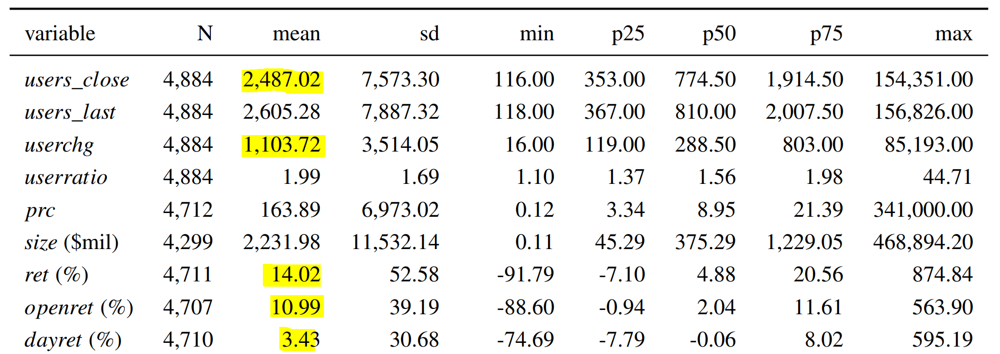 variable N mean sd min p25 p50 p75 max
users_close 4,884 2,487.02 7,573.30 116.00 353.00 774.50 1,914.50 154,351.00
users_last 4,884 2,605.28 7,887.32 118.00 367.00 810.00 2,007.50 156,826.00
userchg 4,884 1,103.72 3,514.05 16.00 119.00 288.50 803.00 85,193.00
userratio 4,884 1.99 1.69 1.10 1.37 1.56 1.98 44.71
prc 4,712 163.89 6,973.02 0.12 3.34 8.95 21.39 341,000.00
size ($mil) 4,299 2,231.98 11,532.14 0.11 45.29 375.29 1,229.05 468,894.20
ret (%) 4,711 14.02 52.58 -91.79 -7.10 4.88 20.56 874.84
openret (%) 4,707 10.99 39.19 -88.60 -0.94 2.04 11.61 563.90
dayret (%) 4,710 3.43 30.68 -74.69 -7.79 -0.06 8.02 595.19